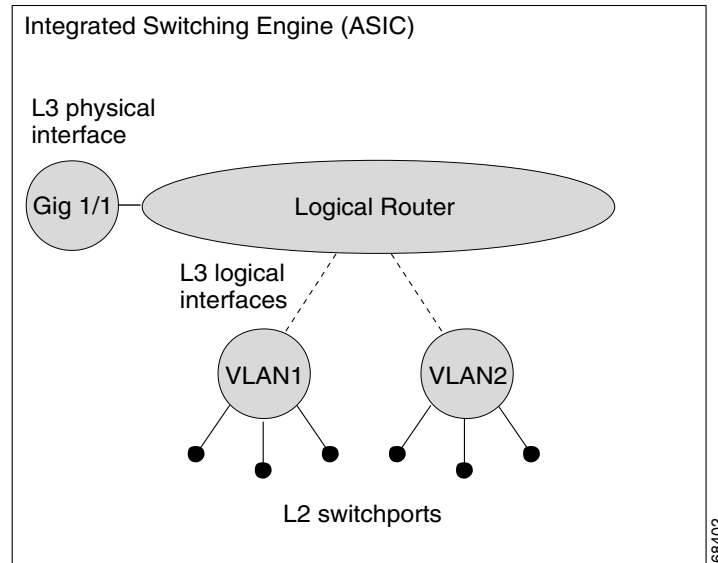 Integrated Switching Engine (ASIC)
L3 physical
interface
Gig 1/1
Logical Router
L3 logical
interfaces
VLAN1
VLAN2
L2 switchports
68402